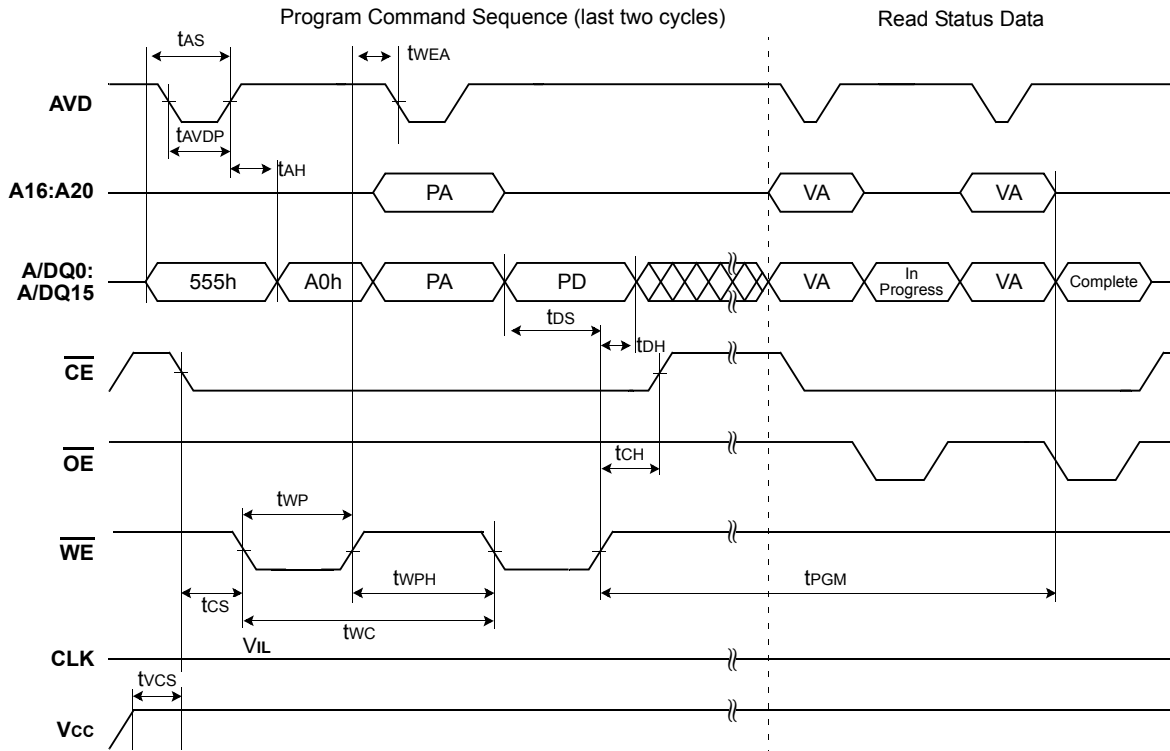 Program Command Sequence (last two cycles)
Read Status Data
tAS
tWEA
AVD
tAVDP
tAH
A16:A20
PA
VA
VA
A/DQ0:
A/DQ15
555h
A0h
PA
PD
VA
In
Progress
VA
Complete
tDS
tDH
CE
OE
tCH
tWP
WE
tWPH
tPGM
tCS
tWC
VIL
CLK
tVCS
Vcc